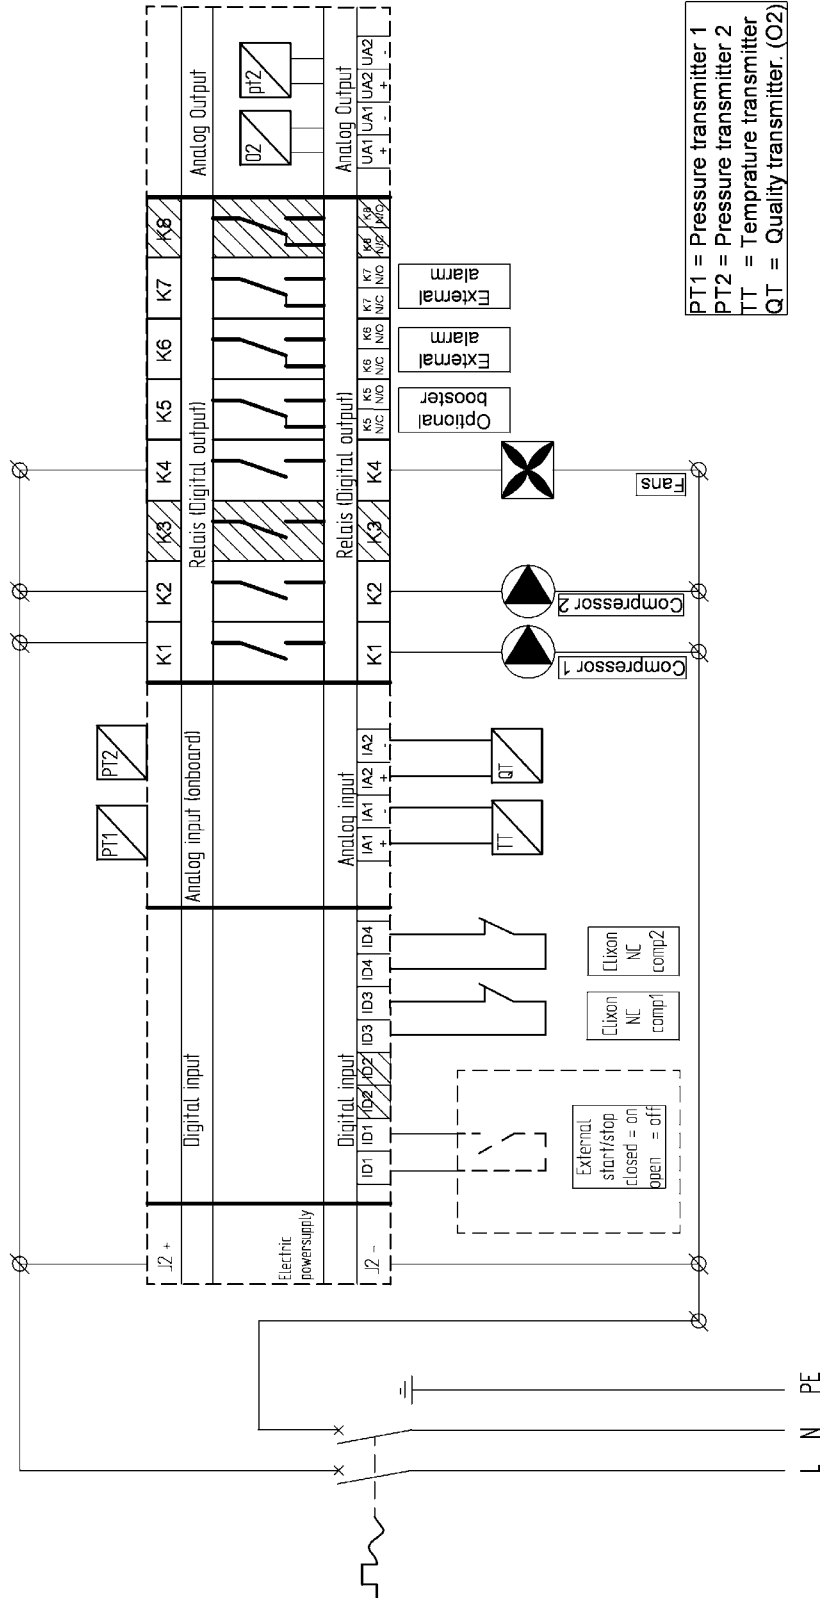 J2 +
Digital input
Analog input (onboard)
PT1
PT2
K1
K2
K3
K4
K5
K6
K7
K8
Relais (Digital output)
Analog Output
Electric
powersupply
O2
pt2
Digital input
Analog input
Relais (Digital output)
Analog Output
J2 -
ID1
ID1
ID2
ID2
ID3
ID3
ID4
ID4
IA1
+
IA1
-
IA2
+
IA2
-
K1
K2
K3
K4
K5
N/C
K5
N/O
K6
N/C
K6
N/O
K7
N/C
K7
N/O
K8
N/C
K8
N/O
UA1
+
UA1
-
UA2
+
UA2
-
TT
QT
Optional
booster
External
alarm
External
alarm
External
start/stop
closed = on
open = off
Clixon
NC
comp1
Clixon
NC
comp2
Compressor 1
Compressor 2
Fans
PT1 = Pressure transmitter 1
PT2 = Pressure transmitter 2
TT = Temprature transmitter
QT = Quality transmitter. (O2)
L
N
PE